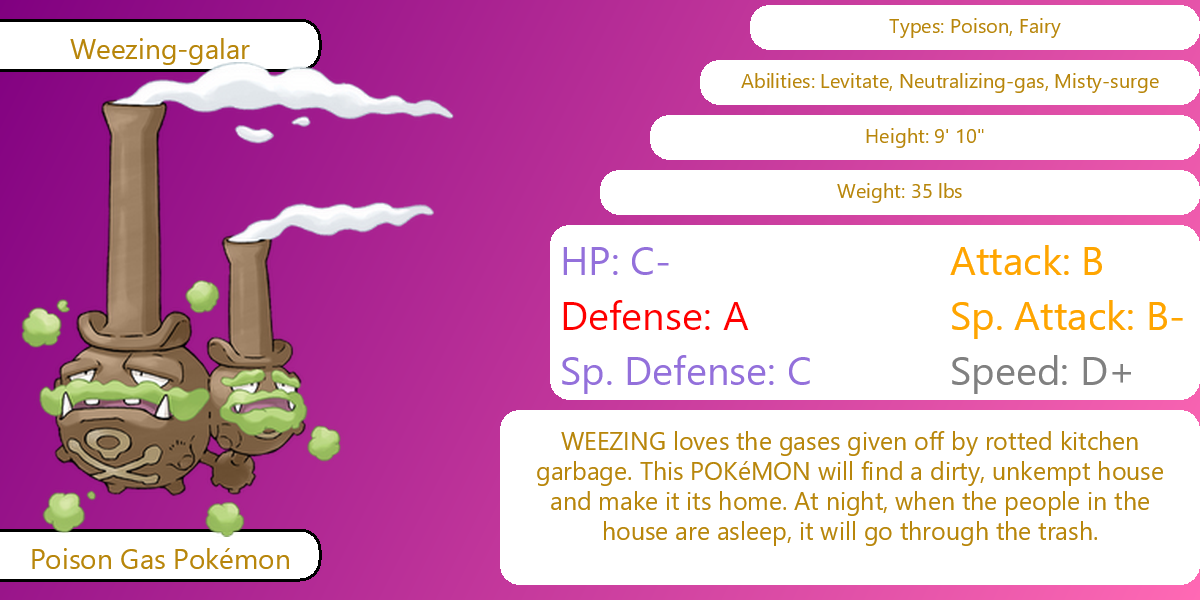 Weezing-galar
Types: Poison, Fairy
Abilities: Levitate, Neutralizing-gas, Misty-surge
Height: 9' 10"
Weight: 35 lbs
HP: C- Attack: B
Defense: A Sp. Attack: B-
Sp. Defense: C Speed: D+
WEEZING loves the gases given off by rotted kitchen
garbage. This POKéMON will find a dirty, unkempt house
and make it its home. At night, when the people in the
house are asleep, it will go through the trash.
Poison Gas Pokémon